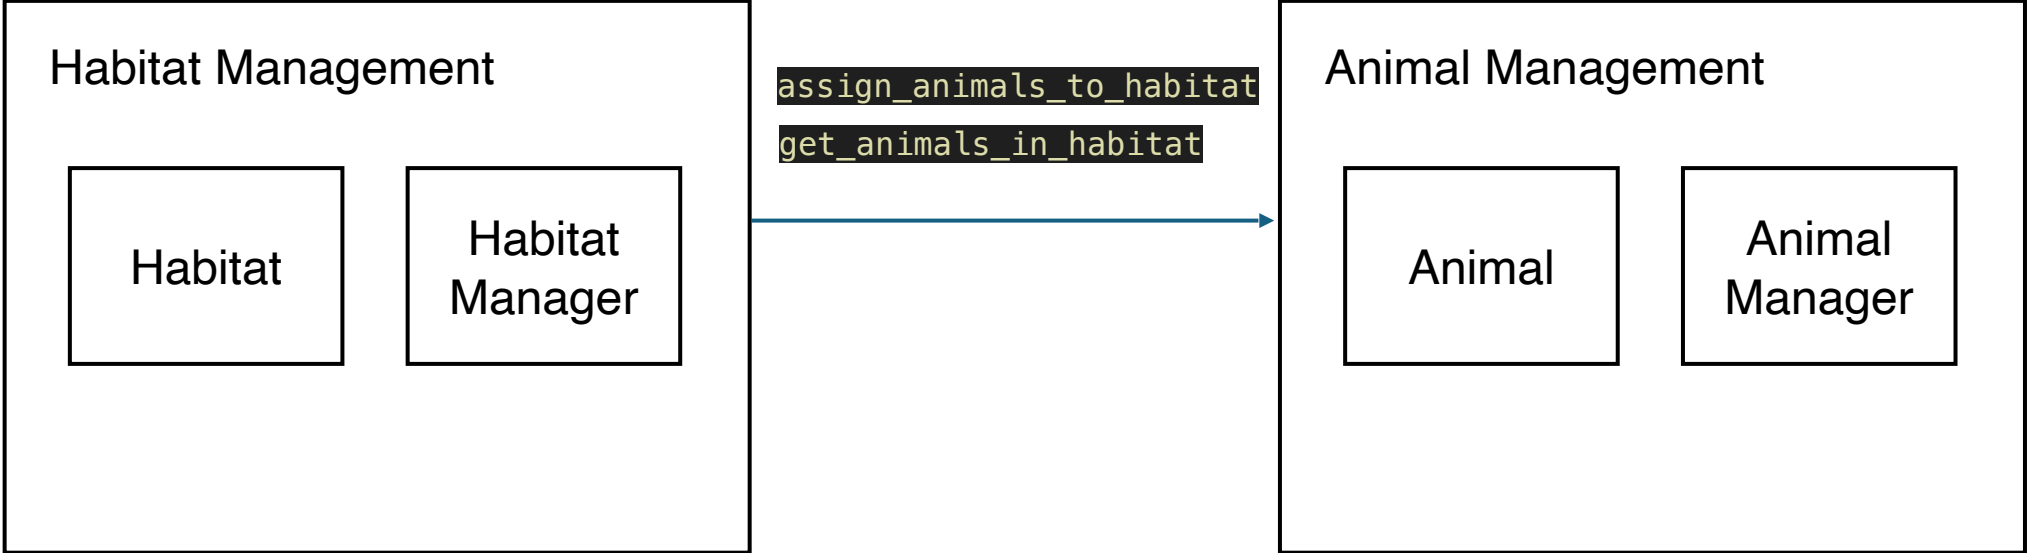 Habitat Management
Habitat
Habitat
Manager
assign_animals_to_habitat
get_animals_in_habitat
Animal Management
Animal
Animal
Manager